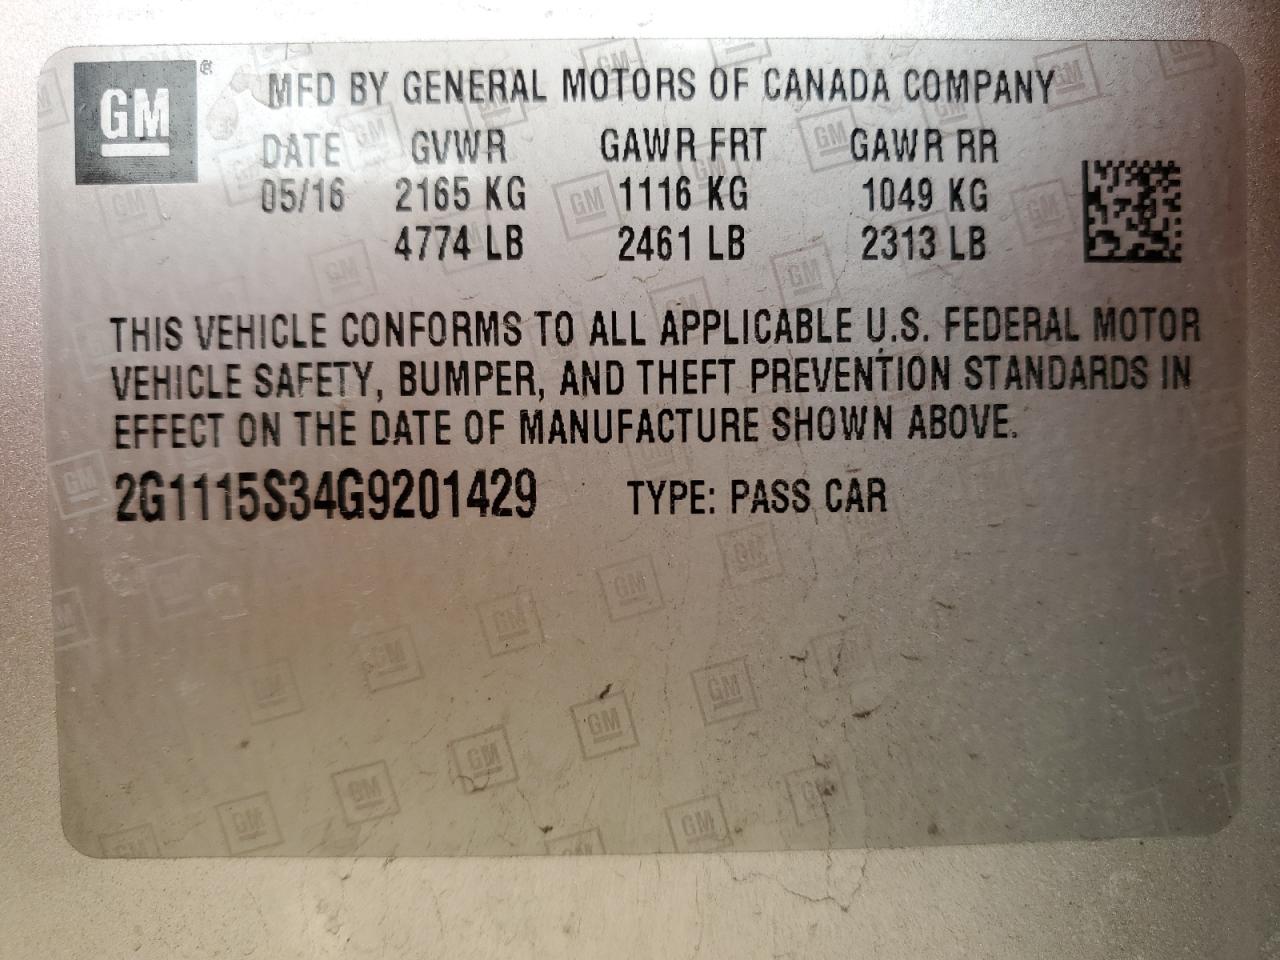 GM ®
MFD BY GENERAL MOTORS OF CANADA COMPANY
DATE GVWR GAWR FRT GAWR RR
05/16 2165 KG 1116 KG 1049 KG
4774 LB 2461 LB 2313 LB
THIS VEHICLE CONFORMS TO ALL APPLICABLE U.S. FEDERAL MOTOR
VEHICLE SAFETY, BUMPER, AND THEFT PREVENTION STANDARDS IN
EFFECT ON THE DATE OF MANUFACTURE SHOWN ABOVE.
2G1115S34G9201429 TYPE: PASS CAR